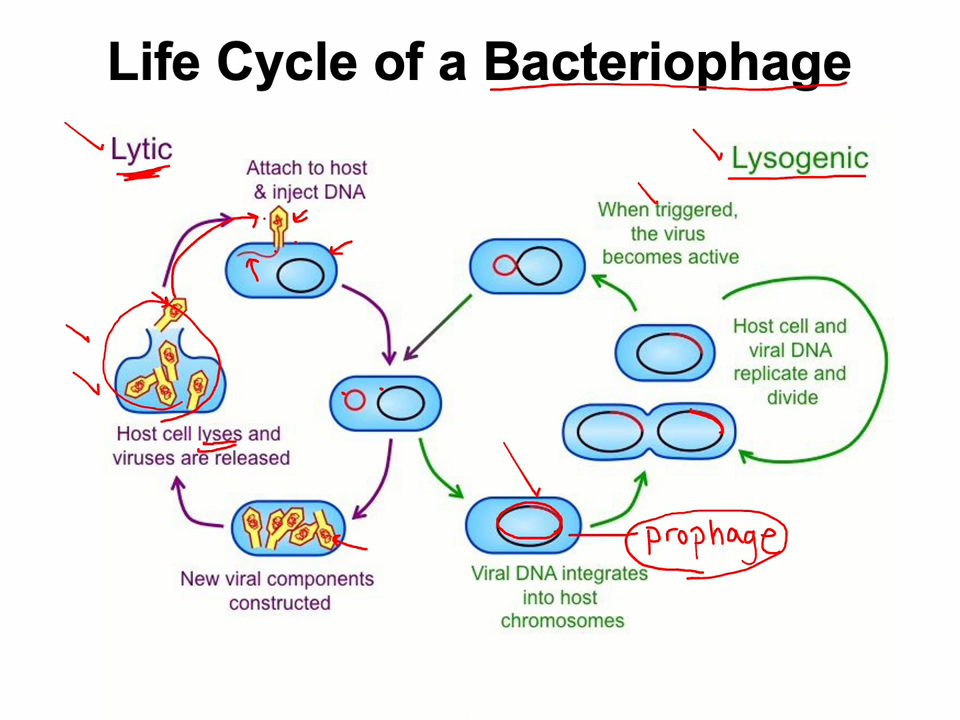 Life Cycle of a Bacteriophage
Lytic
Attach to host
& inject DNA
Lysogenic
When triggered,
the virus
becomes active
Host cell and
viral DNA
replicate and
divide
Host cell lyses and
viruses are released
New viral components
constructed
prophage
Viral DNA integrates
into host
chromosomes